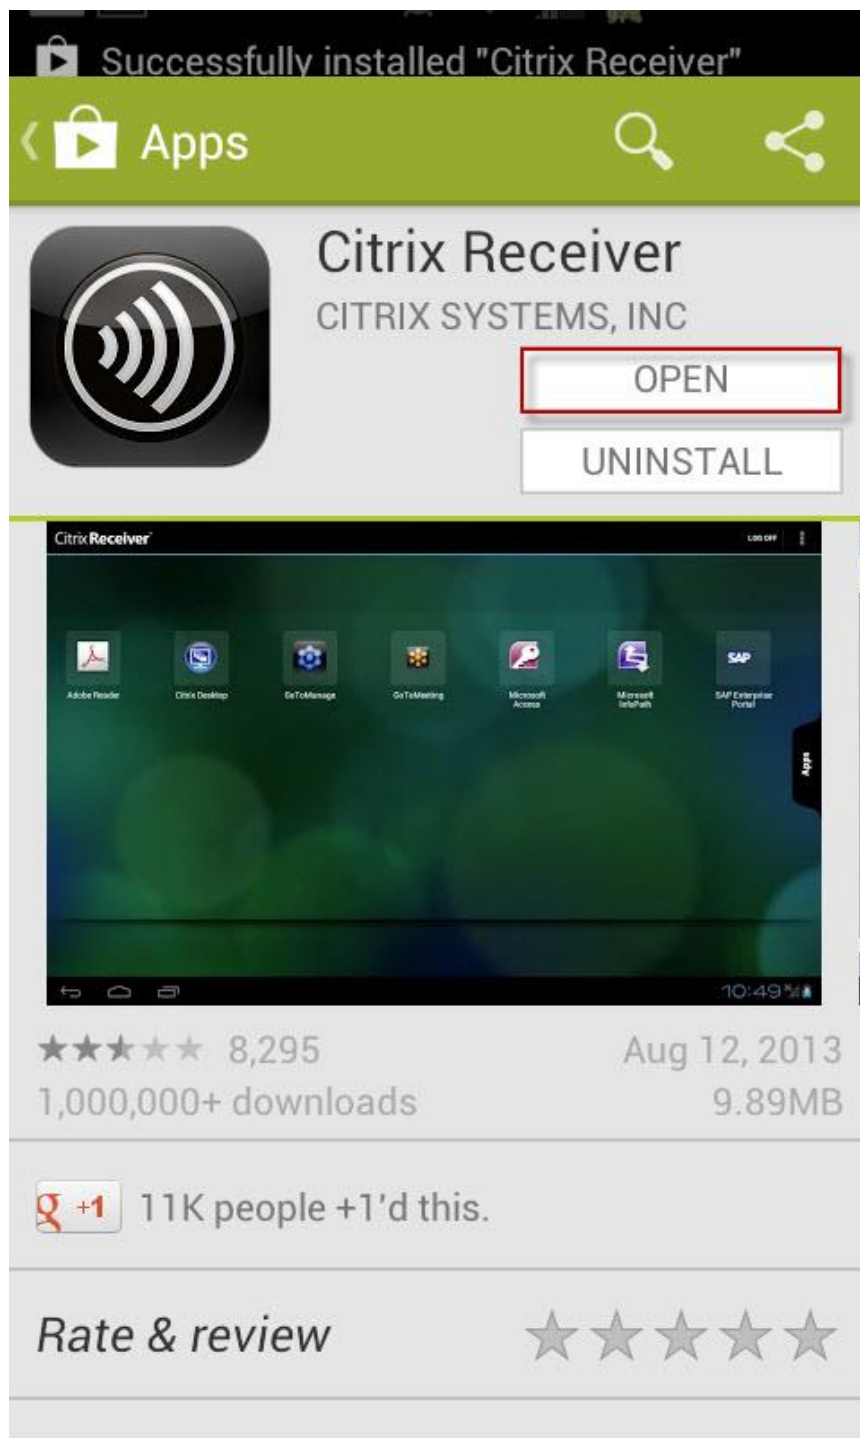 Successfully installed "Citrix Receiver"
Apps
Citrix Receiver
CITRIX SYSTEMS, INC
OPEN
UNINSTALL
Citrix Receiver
LOG OFF
Adobe Reader
Citrix Desktop
GoToManage
GoToMeeting
Microsoft
Access
Microsoft
InfoPath
SAP
SAP Enterprise
Portal
Apps
10:49
8,295
Aug 12, 2013
1,000,000+ downloads
9.89MB
g +1
11K people +1'd this.
Rate & review